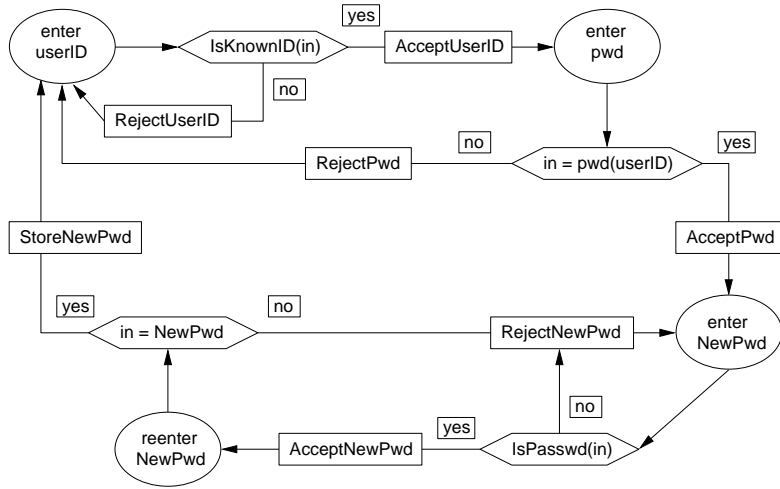 enter
userID
IsKnownID(in)
yes
AcceptUserID
enter
pwd
no
RejectUserID
RejectPwd
no
in = pwd(userID)
yes
StoreNewPwd
AcceptPwd
yes
in = NewPwd
no
RejectNewPwd
enter
NewPwd
no
reenter
NewPwd
AcceptNewPwd
yes
IsPasswd(in)